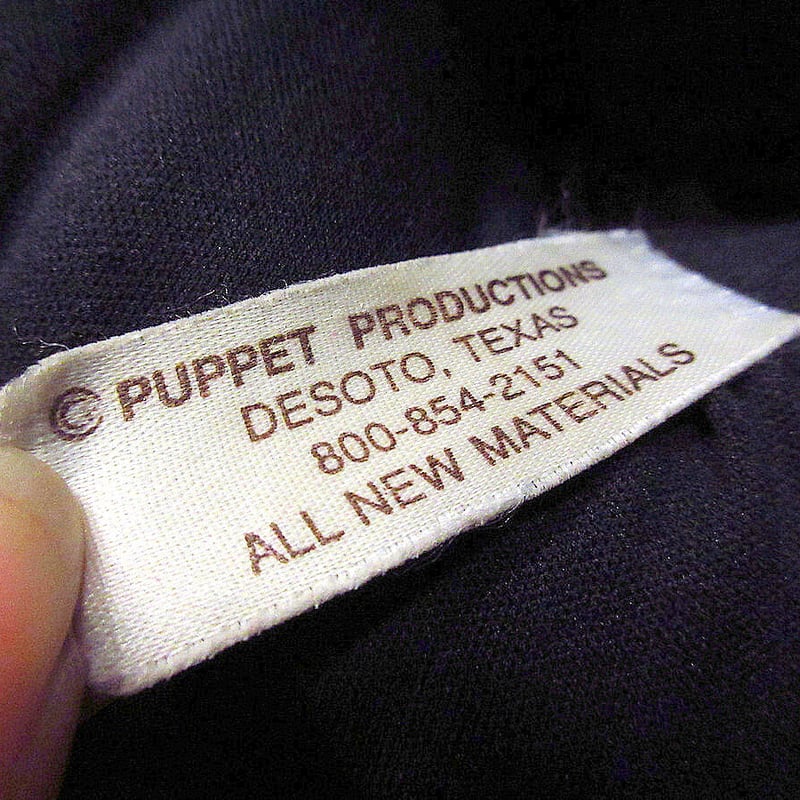 © PUPPET PRODUCTIONS
DESOTO, TEXAS
800-854-2151
ALL NEW MATERIALS